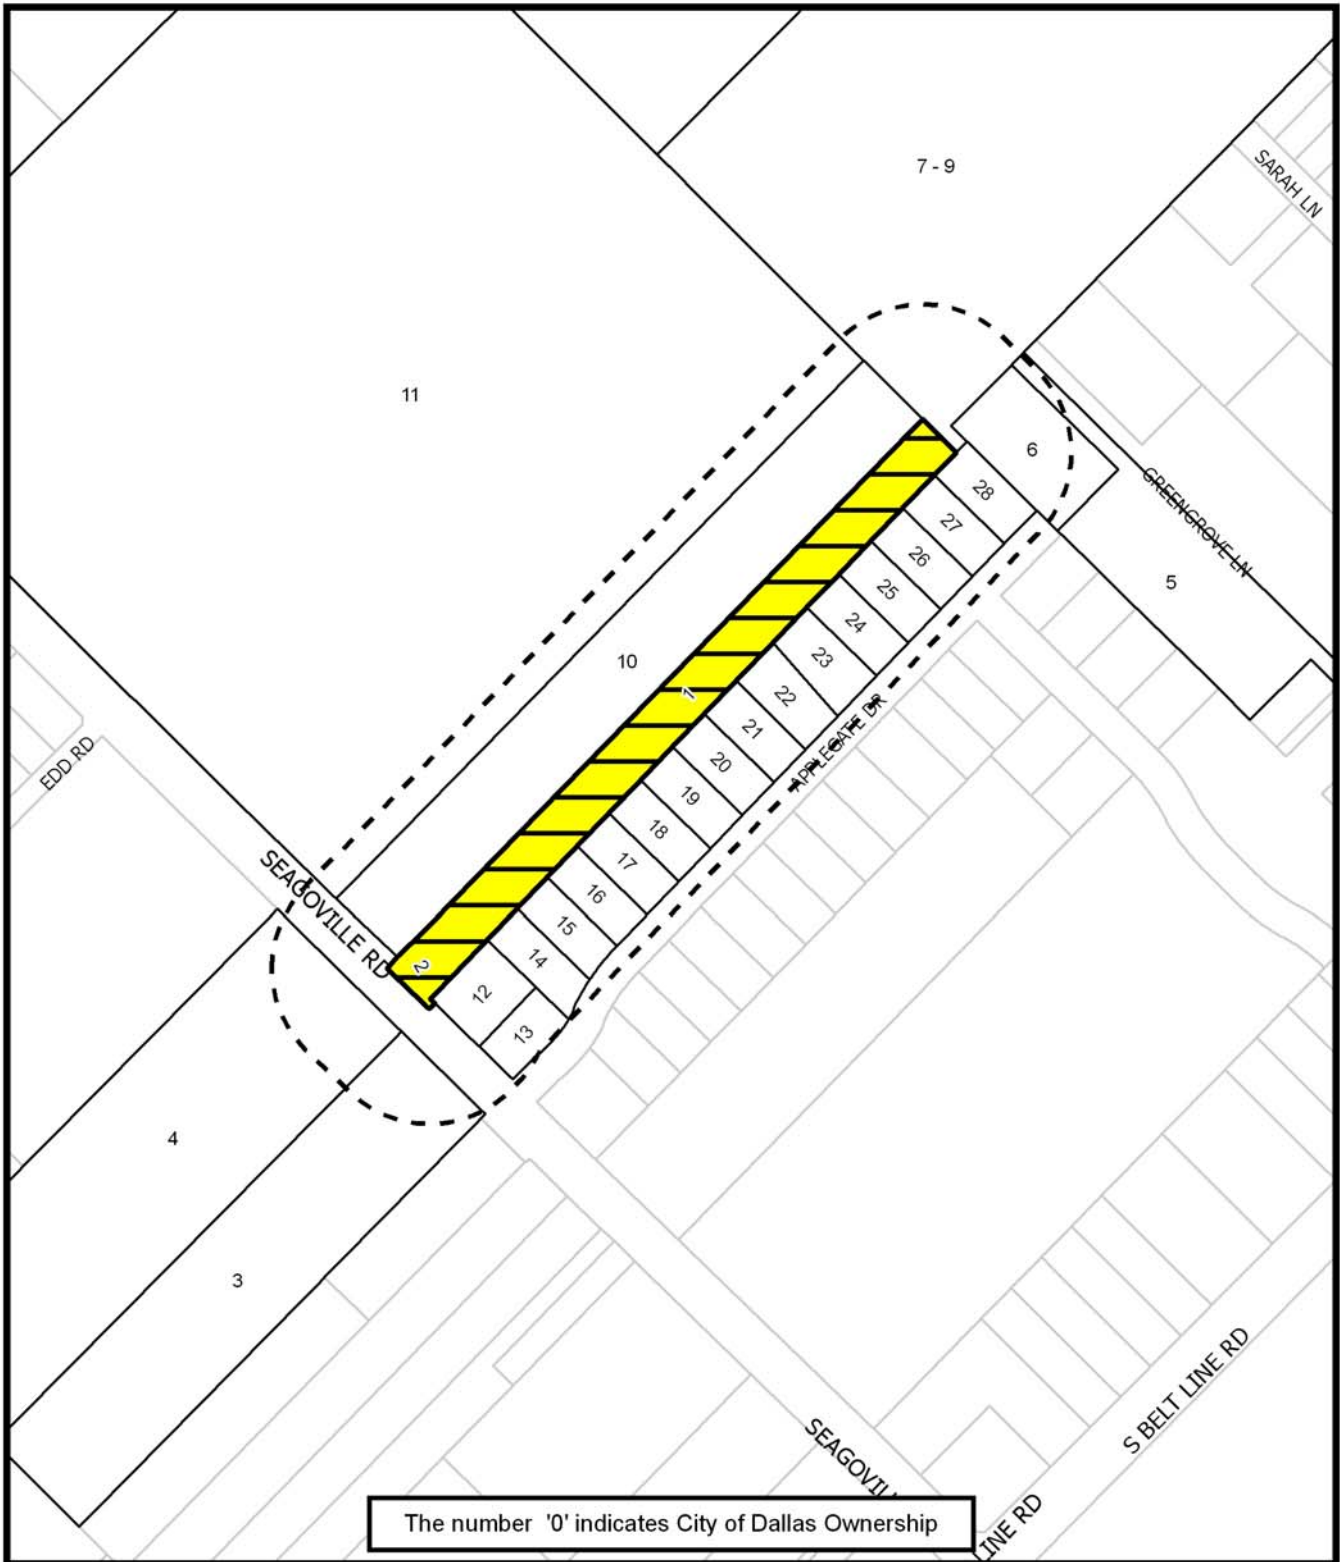 7 - 9
SARAH LN
11
6
GREENGROVE LN
28
27
26
5
25
24
23
10
22
1
APPLEGATE DR
21
20
EDD RD
19
18
17
SEAGOVILLE RD
16
15
14
2
12
13
4
3
S BELT LINE RD
SEAGOVIL
LINE RD
The number '0' indicates City of Dallas Ownership